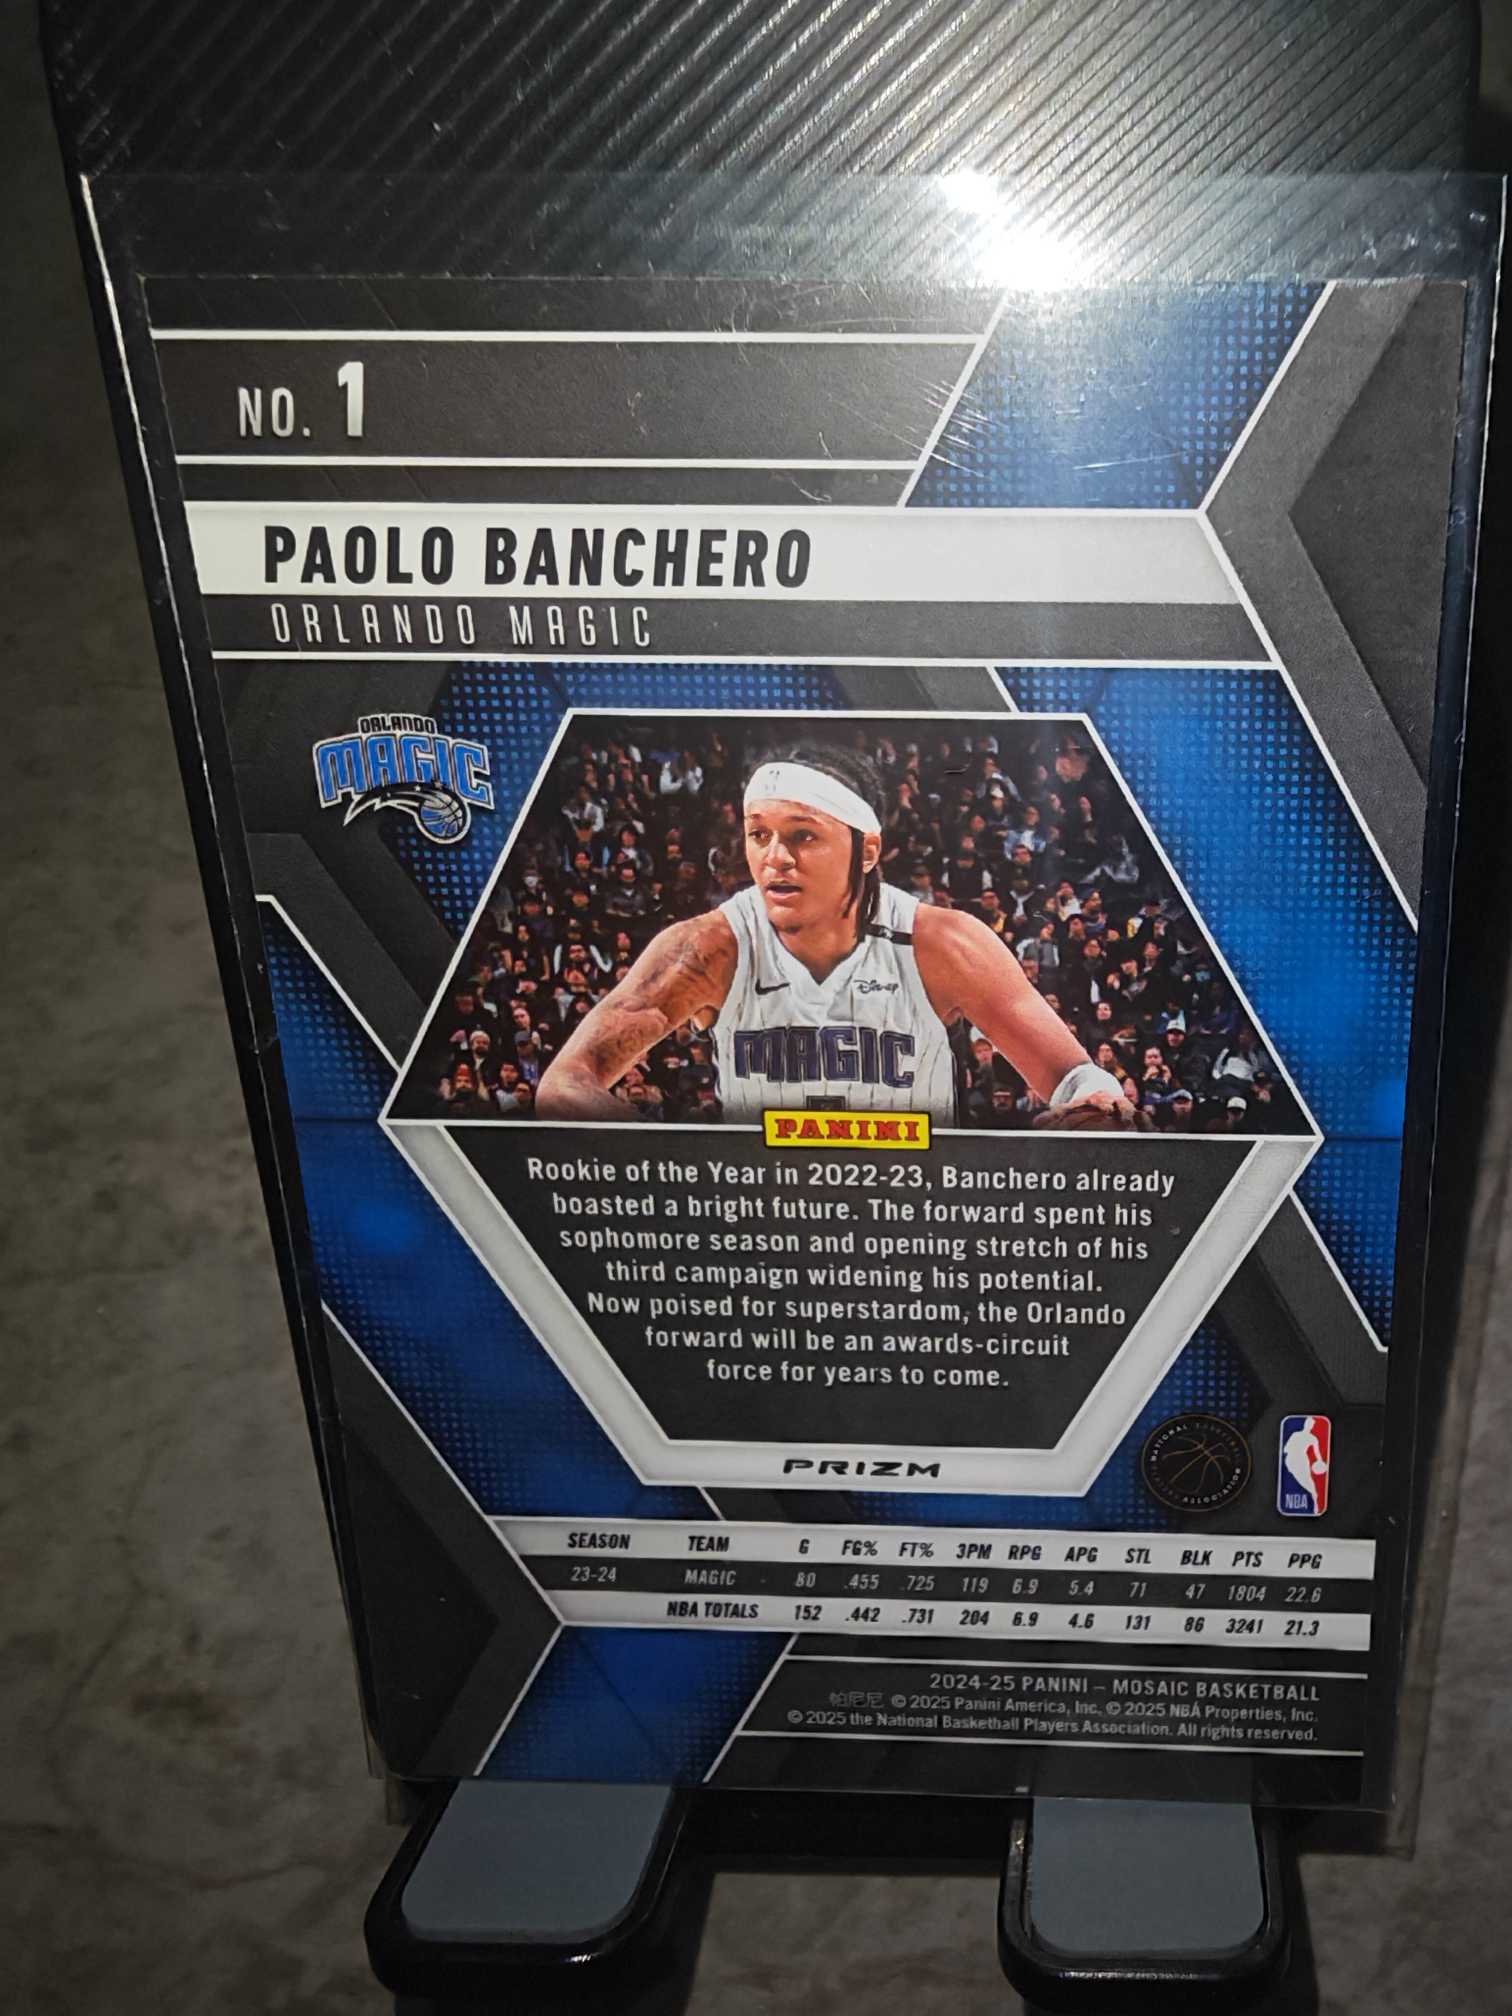 NO. 1
PAOLO BANCHERO
ORLANDO MAGIC
ORLANDO
MAGIC
Disney
MAGIC
PANINI
Rookie of the Year in 2022-23, Banchero already
boasted a bright future. The forward spent his
sophomore season and opening stretch of his
third campaign widening his potential.
Now poised for superstardom, the Orlando
forward will be an awards-circuit
force for years to come.
PRIZM
NATIONAL BASKETBALL PLAYERS ASSOCIATION
NBA
SEASON TEAM G FG% FT% 3PM RPG APG STL BLK PTS PPG
23-24 MAGIC 80 .455 .725 119 6.9 5.4 71 47 1804 22.6
NBA TOTALS 152 .442 .731 204 6.9 4.6 131 86 3241 21.3
2024-25 PANINI – MOSAIC BASKETBALL
帕尼尼 © 2025 Panini America, Inc. © 2025 NBA Properties, Inc.
© 2025 the National Basketball Players Association. All rights reserved.